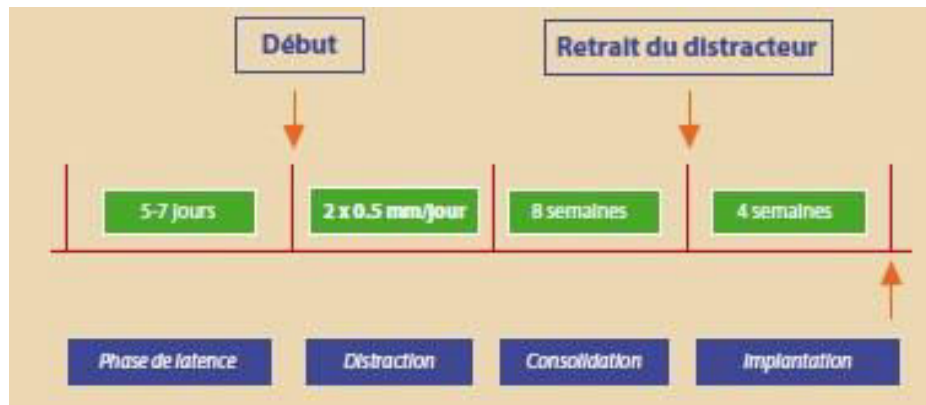 Début
Retrait du distracteur
5-7 jours
2 x 0.5 mm/jour
8 semaines
4 semaines
Phase de latence
Distraction
Consolidation
Implantation